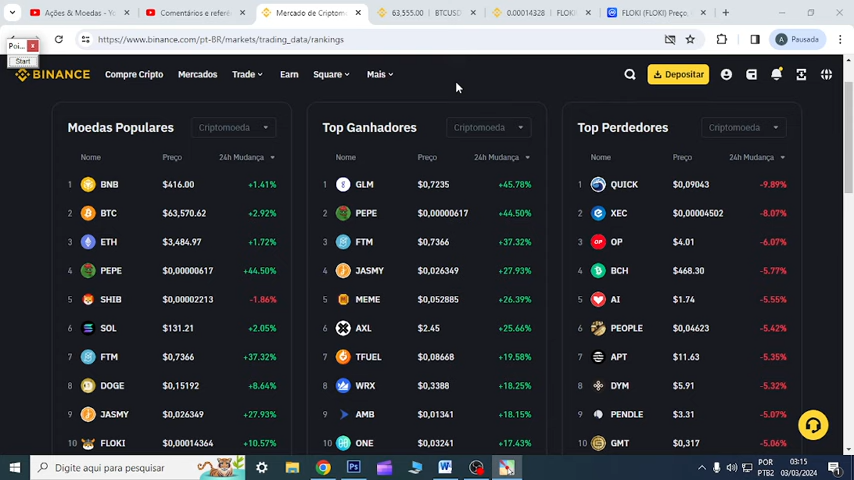 Ações & Moedas - Yo
Comentários e referê
Mercado de Criptom
63,555.00 | BTCUSD
0.00014328 | FLOKI
FLOKI (FLOKI) Preço,
Poi...
Start
https://www.binance.com/pt-BR/markets/trading_data/rankings
A Pausada
BINANCE Compre Cripto Mercados Trade Earn Square Mais Depositar
Moedas Populares Criptomoeda
Nome Preço 24h Mudança
1 BNB $416.00 +1.41%
2 BTC $63,570.62 +2.92%
3 ETH $3,484.97 +1.72%
4 PEPE $0,00000617 +44.50%
5 SHIB $0,00002213 -1.86%
6 SOL $131.21 +2.05%
7 FTM $0,7366 +37.32%
8 DOGE $0,15192 +8.64%
9 JASMY $0,026349 +27.93%
10 FLOKI $0,00014364 +10.57%
Top Ganhadores Criptomoeda
Nome Preço 24h Mudança
1 GLM $0,7235 +45.78%
2 PEPE $0,00000617 +44.50%
3 FTM $0,7366 +37.32%
4 JASMY $0,026349 +27.93%
5 MEME $0,052885 +26.39%
6 AXL $2.45 +25.66%
7 TFUEL $0,08668 +19.58%
8 WRX $0,3388 +18.25%
9 AMB $0,01341 +18.15%
10 ONE $0,03241 +17.43%
Top Perdedores Criptomoeda
Nome Preço 24h Mudança
1 QUICK $0,09043 -9.89%
2 XEC $0,00004502 -8.07%
3 OP $4.01 -6.07%
4 BCH $468.30 -5.77%
5 AI $1.74 -5.55%
6 PEOPLE $0,04623 -5.42%
7 APT $11.63 -5.35%
8 DYM $5.91 -5.32%
9 PENDLE $3.31 -5.07%
10 GMT $0,317 -5.06%
Digite aqui para pesquisar
POR
PTB2
03:15
03/03/2024